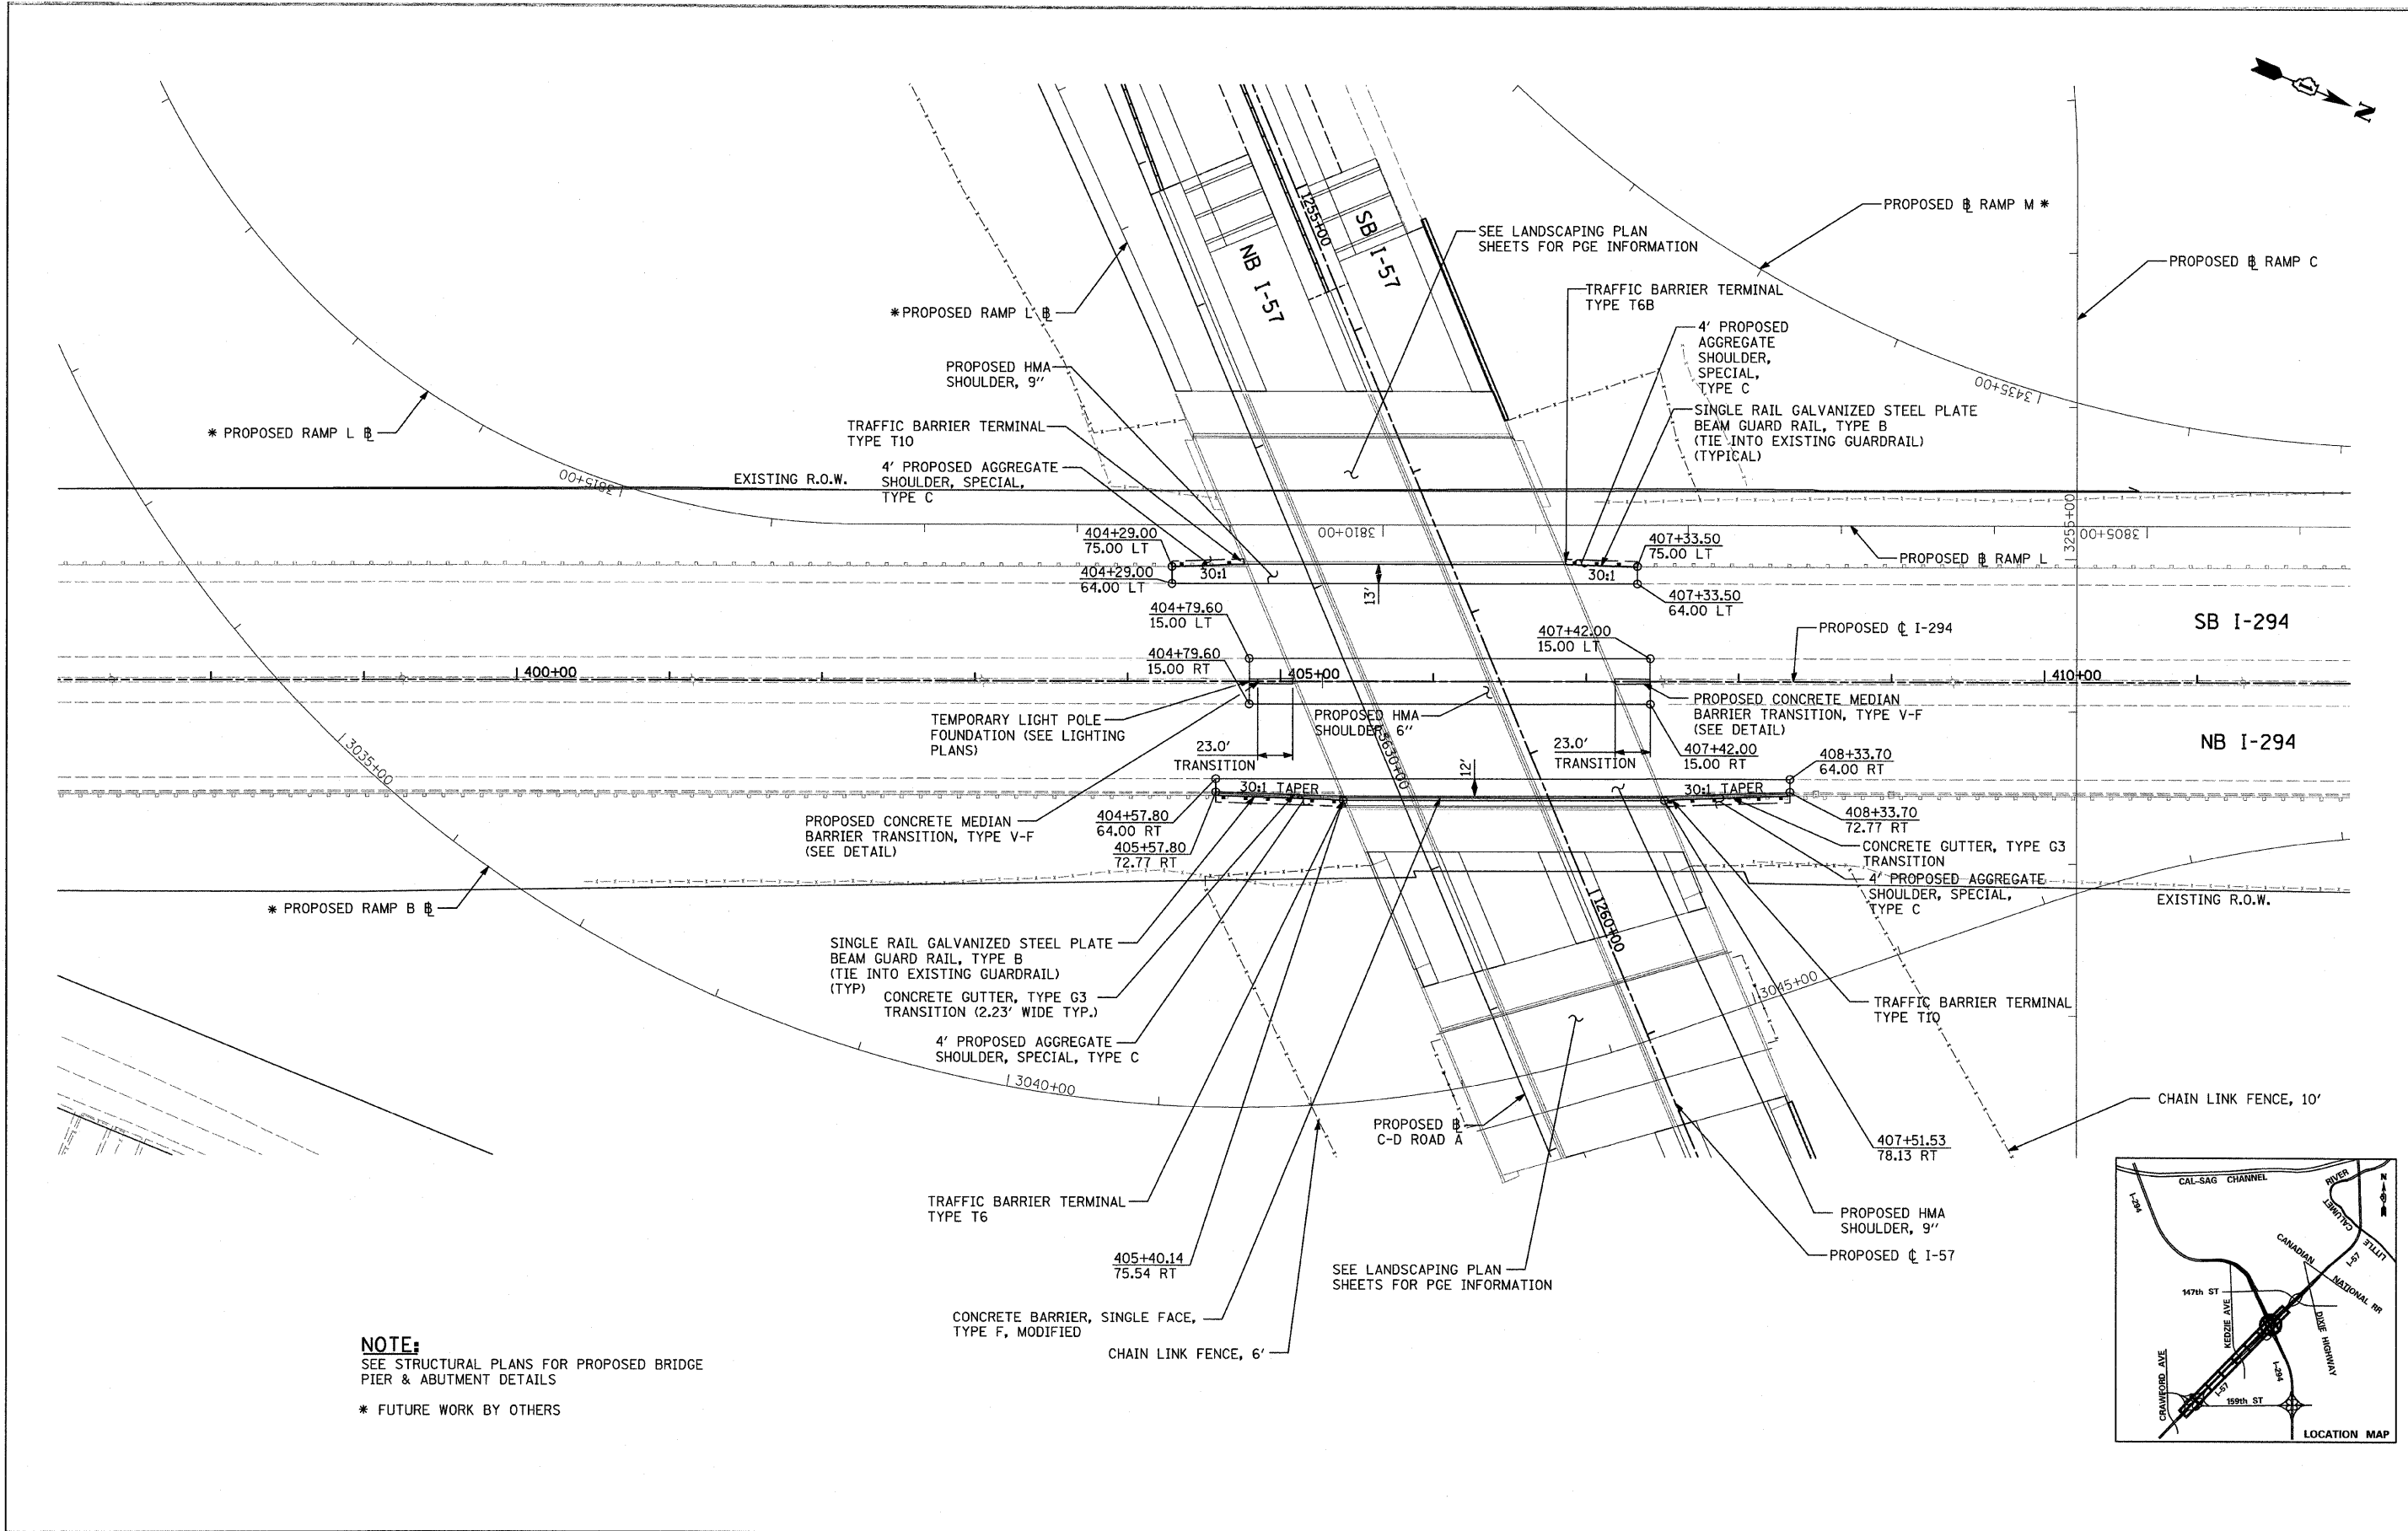 N
PROPOSED ⅊ RAMP M *
PROPOSED ⅊ RAMP C
SEE LANDSCAPING PLAN
SHEETS FOR PGE INFORMATION
1255+00
SB I-57
NB I-57
TRAFFIC BARRIER TERMINAL
TYPE T6B
*PROPOSED RAMP L ⅊
4' PROPOSED
AGGREGATE
SHOULDER,
SPECIAL,
TYPE C
PROPOSED HMA
SHOULDER, 9"
3435+00
SINGLE RAIL GALVANIZED STEEL PLATE
BEAM GUARD RAIL, TYPE B
(TIE INTO EXISTING GUARDRAIL)
(TYPICAL)
* PROPOSED RAMP L ⅊
TRAFFIC BARRIER TERMINAL
TYPE T10
4' PROPOSED AGGREGATE
SHOULDER, SPECIAL,
TYPE C
EXISTING R.O.W.
3815+00
3810+00
3255+00
3805+00
404+29.00
75.00 LT
407+33.50
75.00 LT
PROPOSED ⅊ RAMP L
404+29.00
64.00 LT
30:1
30:1
13'
407+33.50
64.00 LT
404+79.60
15.00 LT
407+42.00
15.00 LT
PROPOSED ℄ I-294
SB I-294
404+79.60
15.00 RT
400+00
405+00
410+00
PROPOSED CONCRETE MEDIAN
BARRIER TRANSITION, TYPE V-F
(SEE DETAIL)
TEMPORARY LIGHT POLE
FOUNDATION (SEE LIGHTING
PLANS)
PROPOSED HMA
SHOULDER, 6"
5630+00
23.0'
TRANSITION
23.0'
TRANSITION
407+42.00
15.00 RT
408+33.70
64.00 RT
NB I-294
3035+00
12'
30:1 TAPER
30:1 TAPER
PROPOSED CONCRETE MEDIAN
BARRIER TRANSITION, TYPE V-F
(SEE DETAIL)
404+57.80
64.00 RT
405+57.80
72.77 RT
408+33.70
72.77 RT
CONCRETE GUTTER, TYPE G3
TRANSITION
4' PROPOSED AGGREGATE
SHOULDER, SPECIAL,
TYPE C
EXISTING R.O.W.
* PROPOSED RAMP B ⅊
1260+00
SINGLE RAIL GALVANIZED STEEL PLATE
BEAM GUARD RAIL, TYPE B
(TIE INTO EXISTING GUARDRAIL)
(TYP)
CONCRETE GUTTER, TYPE G3
TRANSITION (2.23' WIDE TYP.)
3045+00
TRAFFIC BARRIER TERMINAL
TYPE T10
4' PROPOSED AGGREGATE
SHOULDER, SPECIAL, TYPE C
3040+00
PROPOSED ⅊
C-D ROAD A
CHAIN LINK FENCE, 10'
407+51.53
78.13 RT
TRAFFIC BARRIER TERMINAL
TYPE T6
PROPOSED HMA
SHOULDER, 9"
PROPOSED ℄ I-57
405+40.14
75.54 RT
SEE LANDSCAPING PLAN
SHEETS FOR PGE INFORMATION
CONCRETE BARRIER, SINGLE FACE,
TYPE F, MODIFIED
CHAIN LINK FENCE, 6'
NOTE:
SEE STRUCTURAL PLANS FOR PROPOSED BRIDGE
PIER & ABUTMENT DETAILS
* FUTURE WORK BY OTHERS
CAL-SAG CHANNEL
RIVER
CALUMET
LITTLE
N
I-294
I-57
CANADIAN
NATIONAL RR
147th ST
KEDZIE AVE
DIXIE HIGHWAY
I-294
CRAWFORD AVE
I-57
159th ST
LOCATION MAP